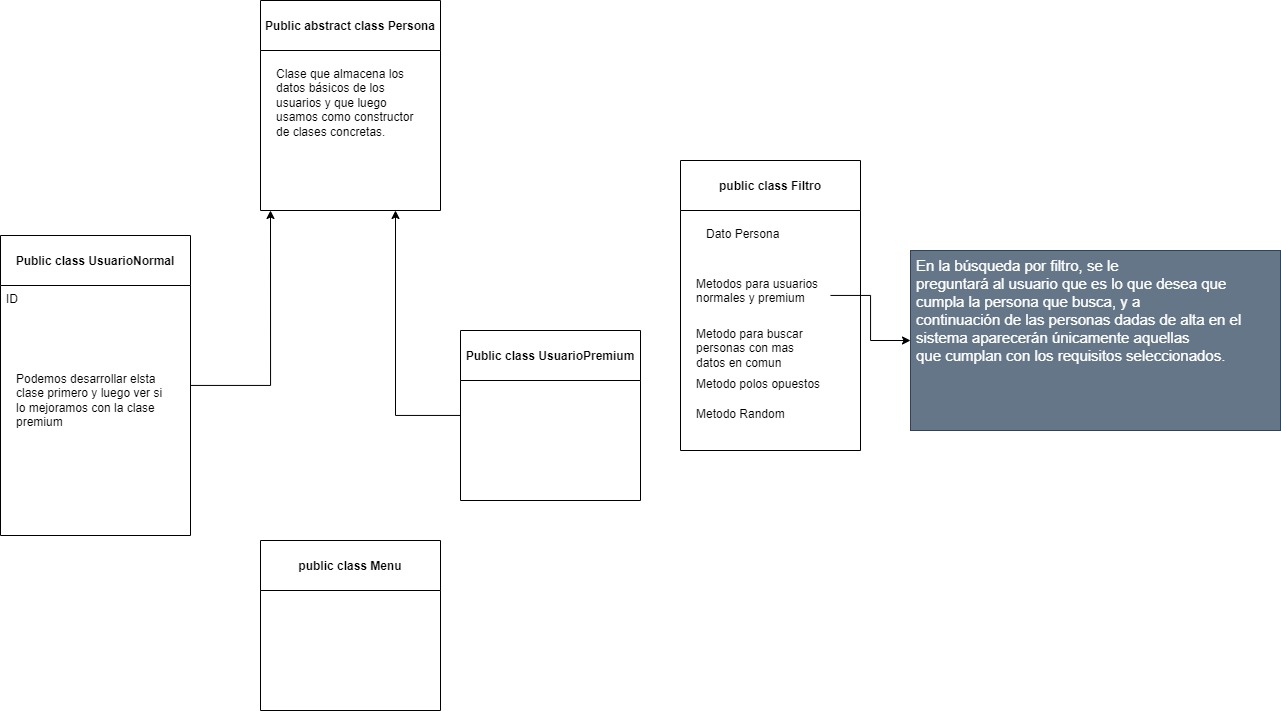 Public abstract class Persona
Clase que almacena los
datos básicos de los
usuarios y que luego
usamos como constructor
de clases concretas.
public class Filtro
Dato Persona
Metodos para usuarios
normales y premium
Metodo para buscar
personas con mas
datos en comun
Metodo polos opuestos
Metodo Random
En la búsqueda por filtro, se le
preguntará al usuario que es lo que desea que
cumpla la persona que busca, y a
continuación de las personas dadas de alta en el
sistema aparecerán únicamente aquellas
que cumplan con los requisitos seleccionados.
Public class UsuarioNormal
ID
Podemos desarrollar elsta
clase primero y luego ver si
lo mejoramos con la clase
premium
Public class UsuarioPremium
public class Menu